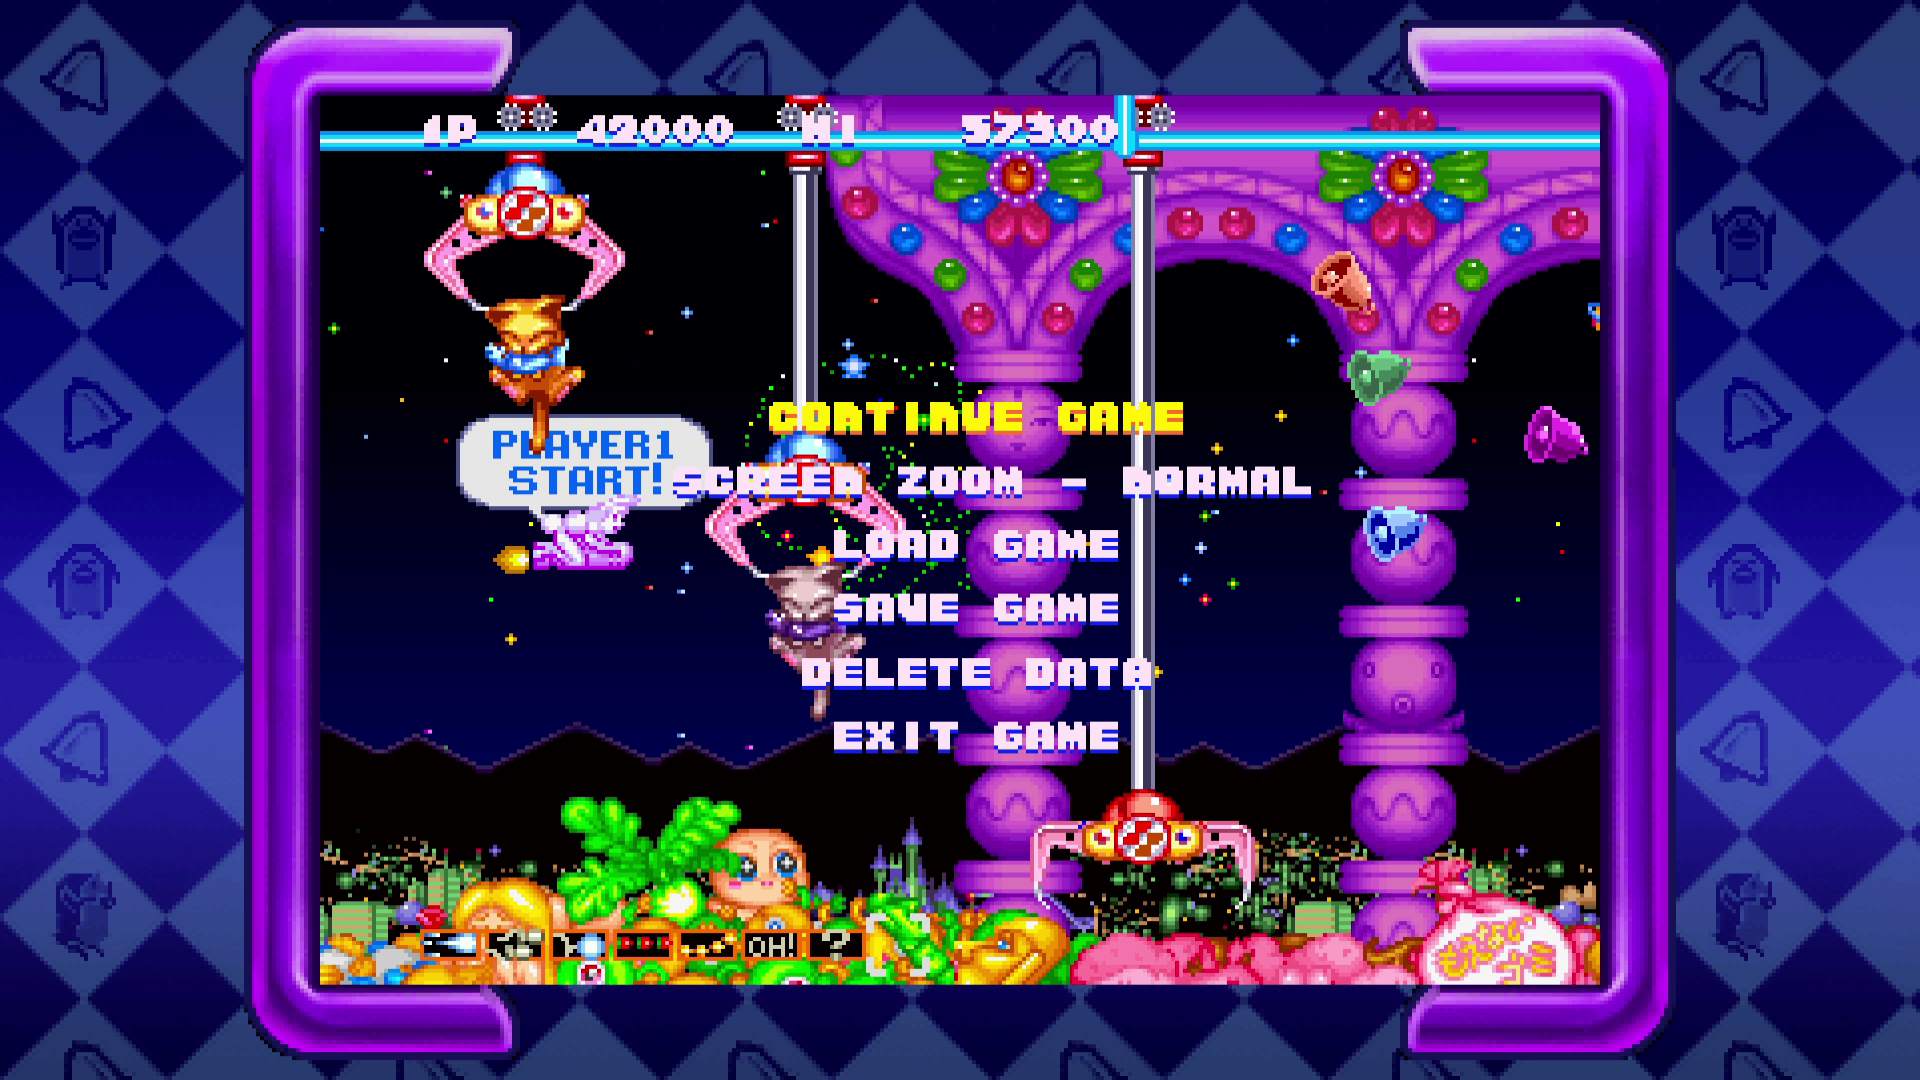 1P 42000 HI 57300
PLAYER1
START!
CONTINUE GAME
SCREEN ZOOM - NORMAL
LOAD GAME
SAVE GAME
DELETE DATA
EXIT GAME
OH! ?